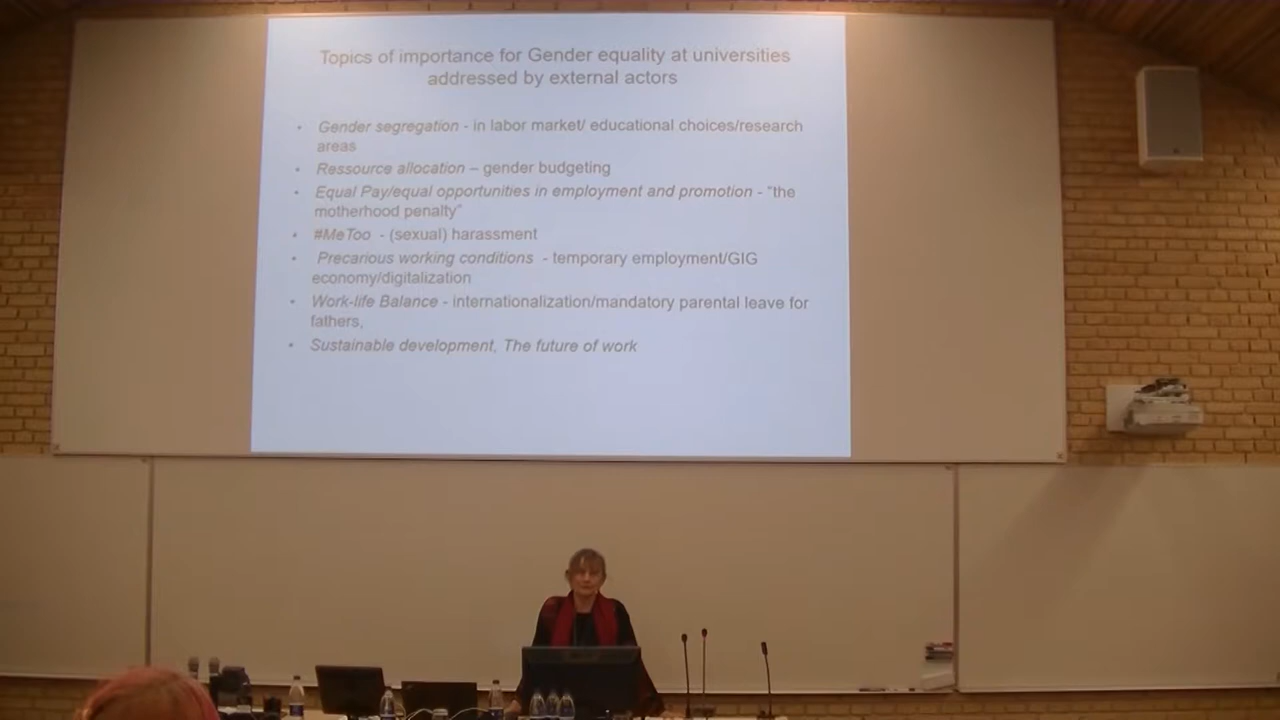 Topics of importance for Gender equality at universities
addressed by external actors
• Gender segregation - in labor market/ educational choices/research
areas
• Ressource allocation – gender budgeting
• Equal Pay/equal opportunities in employment and promotion - "the
motherhood penalty"
• #MeToo - (sexual) harassment
• Precarious working conditions - temporary employment/GIG
economy/digitalization
• Work-life Balance - internationalization/mandatory parental leave for
fathers,
• Sustainable development, The future of work